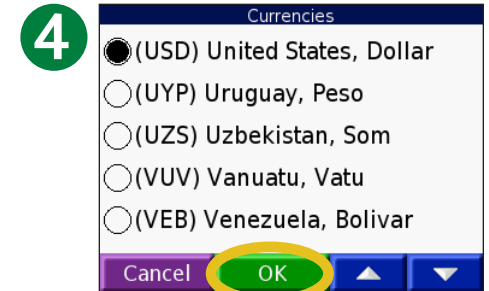 4
Currencies
(USD) United States, Dollar
(UYP) Uruguay, Peso
(UZS) Uzbekistan, Som
(VUV) Vanuatu, Vatu
(VEB) Venezuela, Bolivar
Cancel OK